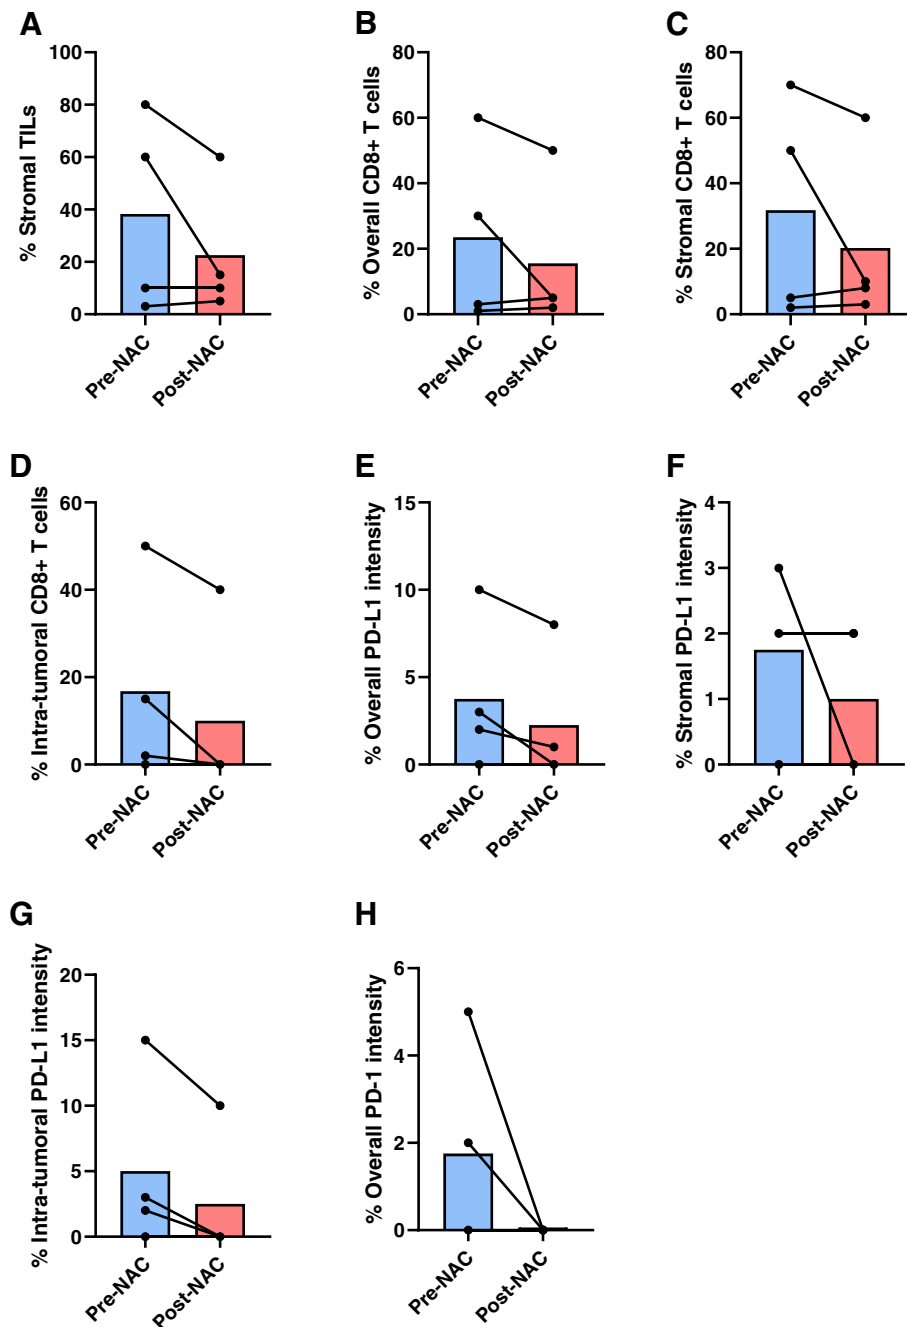 A
% Stromal TILs
100
80
60
40
20
0
Pre-NAC
Post-NAC
B
% Overall CD8+ T cells
80
60
40
20
0
Pre-NAC
Post-NAC
C
% Stromal CD8+ T cells
80
60
40
20
0
Pre-NAC
Post-NAC
D
% Intra-tumoral CD8+ T cells
60
40
20
0
Pre-NAC
Post-NAC
E
% Overall PD-L1 intensity
15
10
5
0
Pre-NAC
Post-NAC
F
% Stromal PD-L1 intensity
4
3
2
1
0
Pre-NAC
Post-NAC
G
% Intra-tumoral PD-L1 intensity
20
15
10
5
0
Pre-NAC
Post-NAC
H
% Overall PD-1 intensity
6
4
2
0
Pre-NAC
Post-NAC